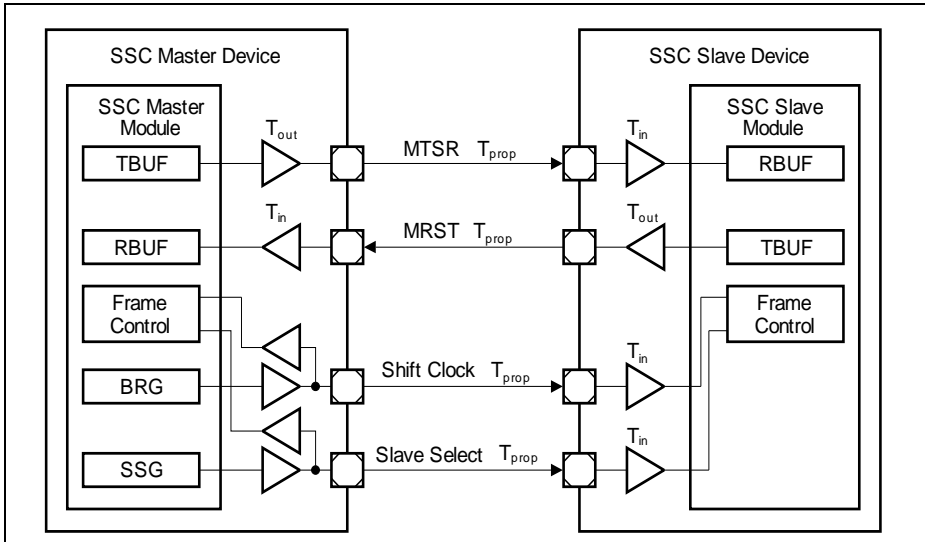 SSC Master Device
SSC Slave Device
SSC Master
Module
SSC Slave
Module
Tout
Tin
TBUF
MTSR Tprop
RBUF
Tin
Tout
RBUF
MRST Tprop
TBUF
Frame
Control
Frame
Control
Tin
BRG
Shift Clock Tprop
Tin
SSG
Slave Select Tprop